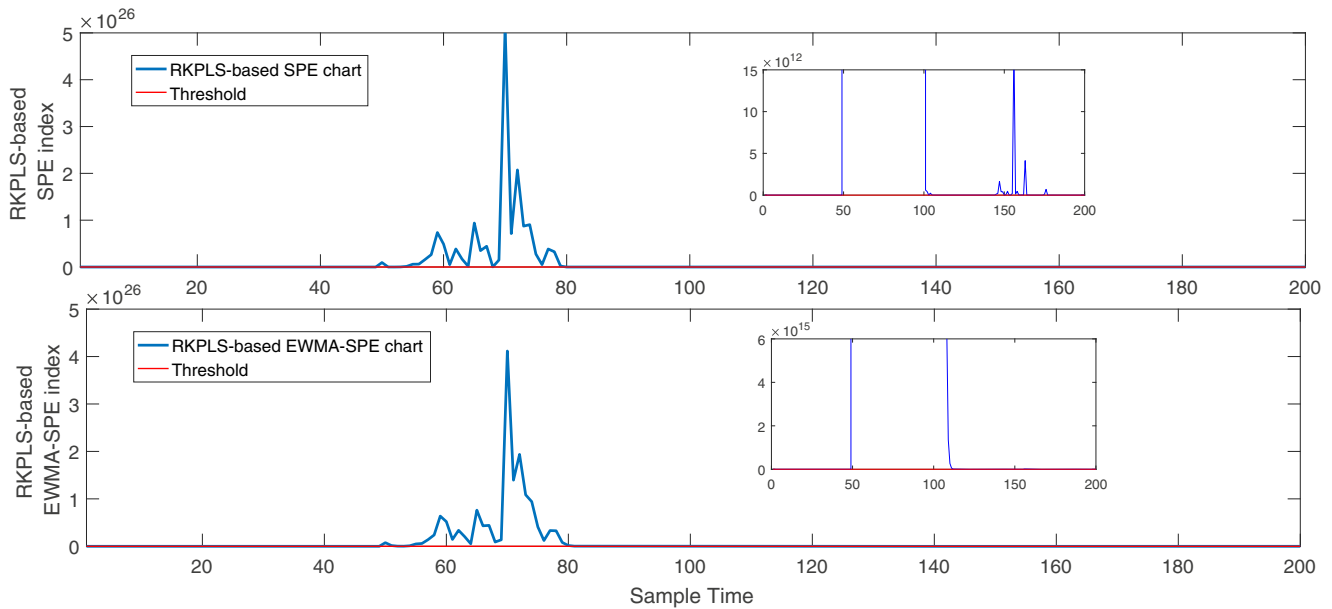 × 10^26
5
4
3
2
1
0
RKPLS-based
SPE index
RKPLS-based SPE chart
Threshold
× 10^12
15
10
5
0
0 50 100 150 200
20 40 60 80 100 120 140 160 180 200
× 10^26
5
4
3
2
1
0
RKPLS-based
EWMA-SPE index
RKPLS-based EWMA-SPE chart
Threshold
× 10^15
6
4
2
0
0 50 100 150 200
20 40 60 80 100 120 140 160 180 200
Sample Time